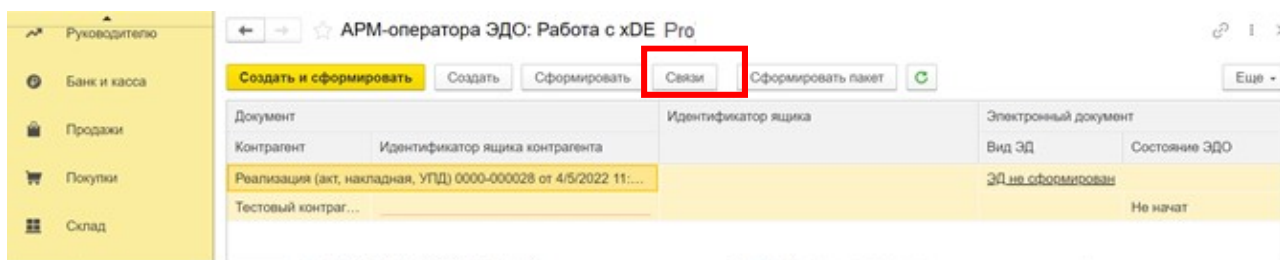 Руководителю
АРМ-оператора ЭДО: Работа с xDE Pro
Банк и касса
Создать и сформировать Создать Сформировать Связи Сформировать пакет Еще
Документ Идентификатор ящика Электронный документ
Продажи
Контрагент Идентификатор ящика контрагента Вид ЭД Состояние ЭДО
Покупки
Реализация (акт, накладная, УПД) 0000-000028 от 4/5/2022 11:... ЭД не сформирован
Тестовый контраг... Не начат
Склад